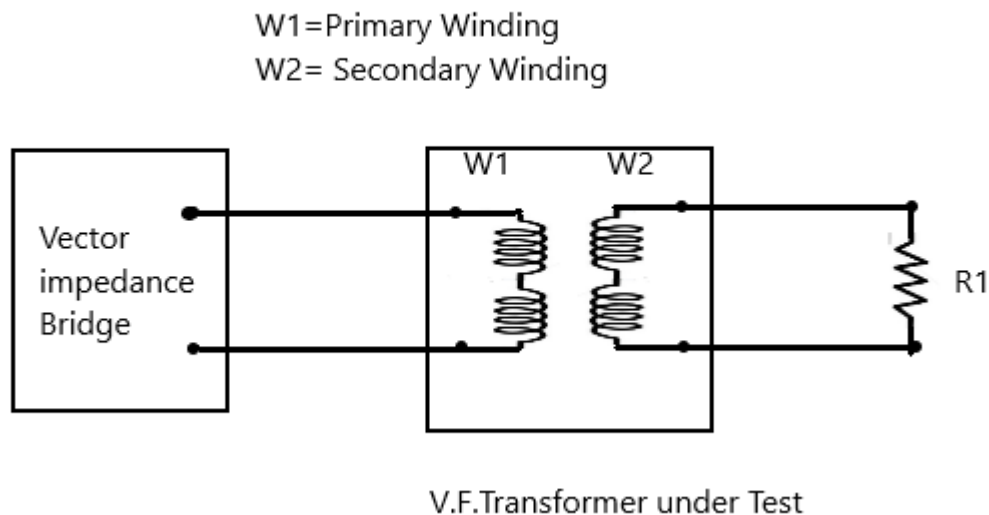 W1=Primary Winding
W2= Secondary Winding
W1
W2
Vector
impedance
Bridge
R1
V.F.Transformer under Test